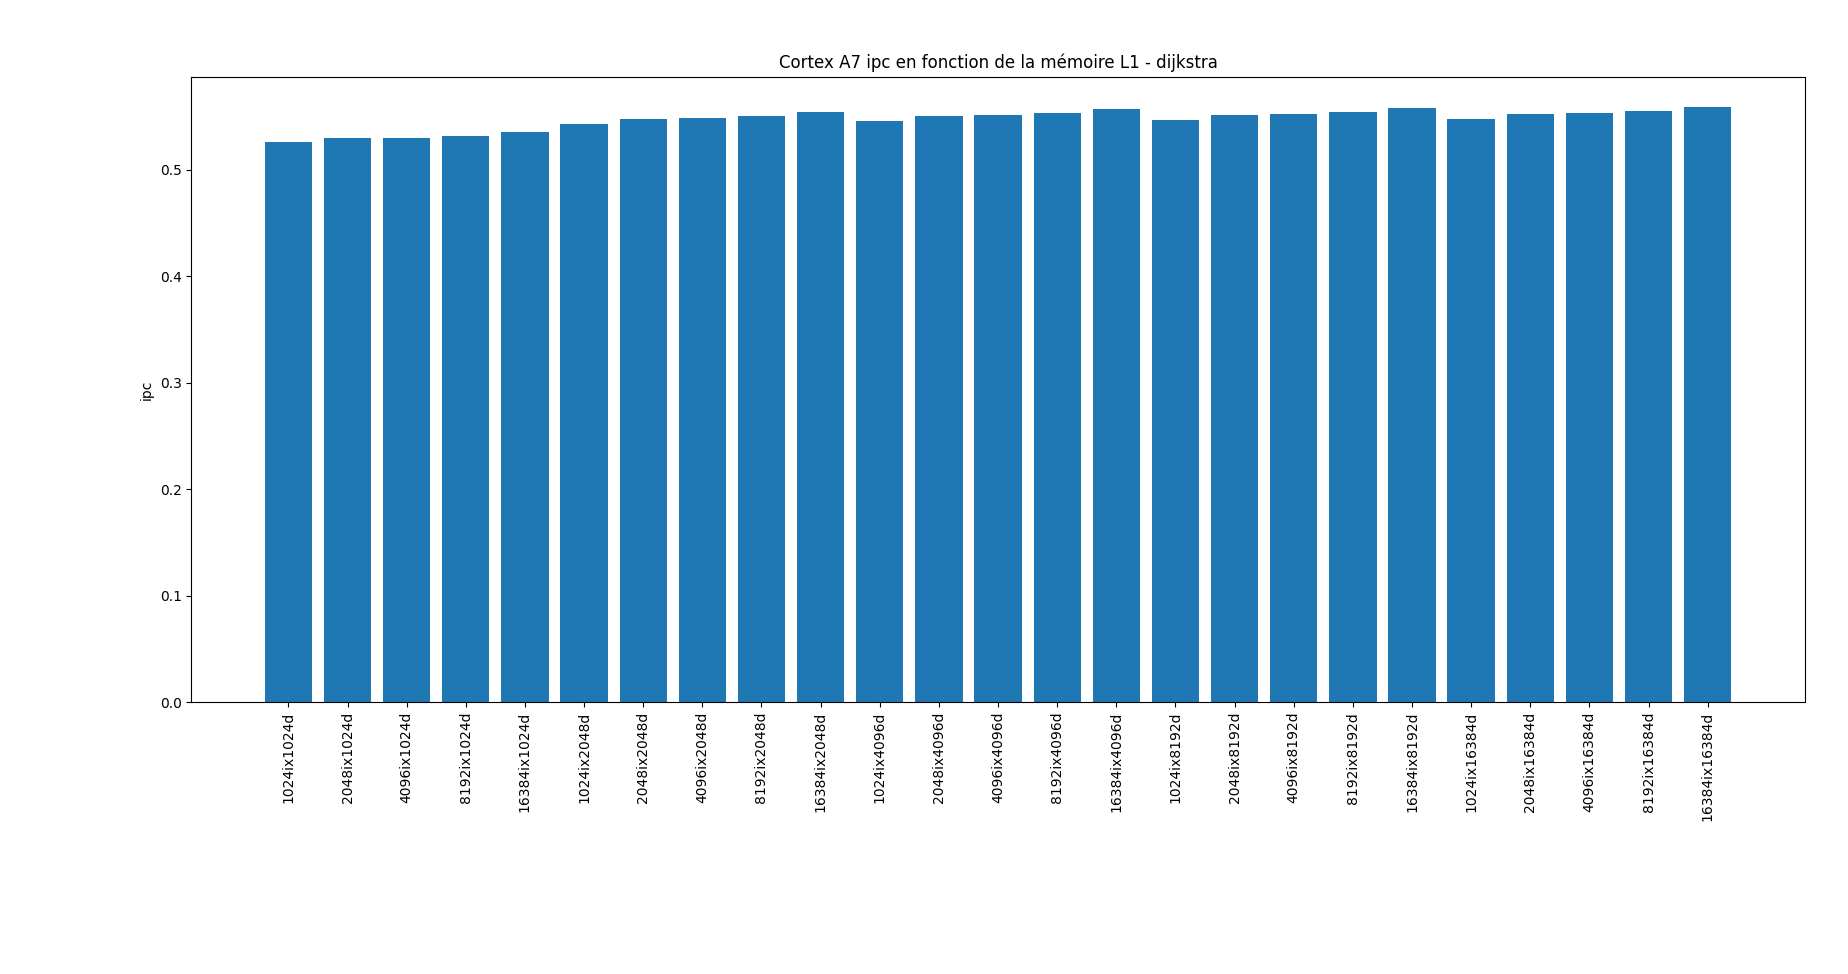 Cortex A7 ipc en fonction de la mémoire L1 - dijkstra
ipc
0.5
0.4
0.3
0.2
0.1
0.0
1024ix1024d
2048ix1024d
4096ix1024d
8192ix1024d
16384ix1024d
1024ix2048d
2048ix2048d
4096ix2048d
8192ix2048d
16384ix2048d
1024ix4096d
2048ix4096d
4096ix4096d
8192ix4096d
16384ix4096d
1024ix8192d
2048ix8192d
4096ix8192d
8192ix8192d
16384ix8192d
1024ix16384d
2048ix16384d
4096ix16384d
8192ix16384d
16384ix16384d